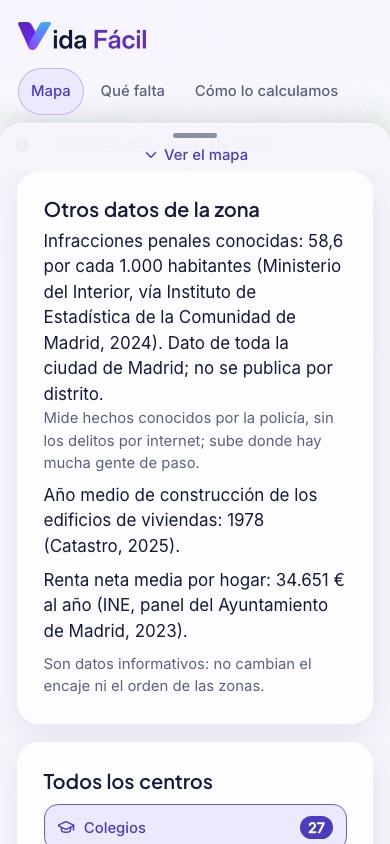 Vida Fácil
Mapa Qué falta Cómo lo calculamos
Ver el mapa
Otros datos de la zona
Infracciones penales conocidas: 58,6
por cada 1.000 habitantes (Ministerio
del Interior, vía Instituto de
Estadística de la Comunidad de
Madrid, 2024). Dato de toda la
ciudad de Madrid; no se publica por
distrito.
Mide hechos conocidos por la policía, sin
los delitos por internet; sube donde hay
mucha gente de paso.
Año medio de construcción de los
edificios de viviendas: 1978
(Catastro, 2025).
Renta neta media por hogar: 34.651 €
al año (INE, panel del Ayuntamiento
de Madrid, 2023).
Son datos informativos: no cambian el
encaje ni el orden de las zonas.
Todos los centros
Colegios 27